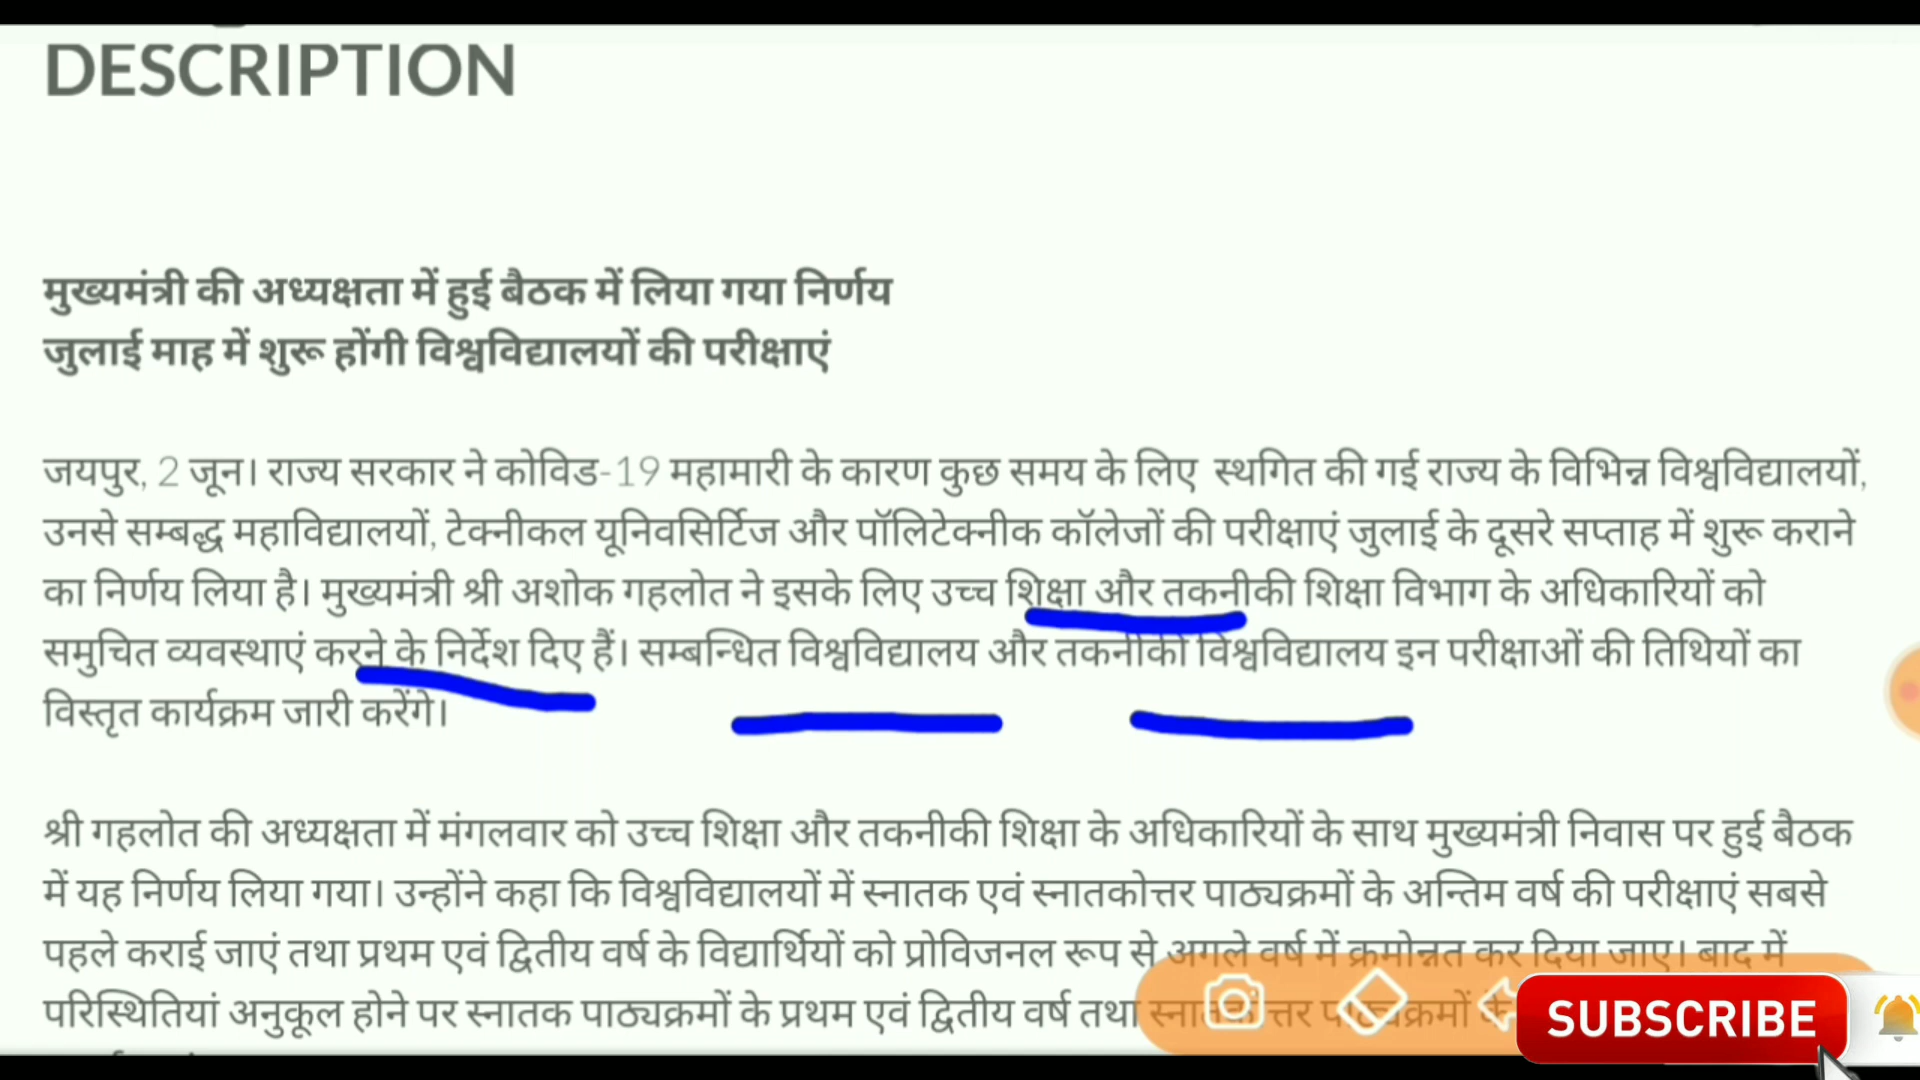 DESCRIPTION
मुख्यमंत्री की अध्यक्षता में हुई बैठक में लिया गया निर्णय
जुलाई माह में शुरू होंगी विश्वविद्यालयों की परीक्षाएं
जयपुर, 2 जून। राज्य सरकार ने कोविड-19 महामारी के कारण कुछ समय के लिए स्थगित की गई राज्य के विभिन्न विश्वविद्यालयों,
उनसे सम्बद्ध महाविद्यालयों, टेक्नीकल यूनिवसिर्टिज और पॉलिटेक्नीक कॉलेजों की परीक्षाएं जुलाई के दूसरे सप्ताह में शुरू कराने
का निर्णय लिया है। मुख्यमंत्री श्री अशोक गहलोत ने इसके लिए उच्च शिक्षा और तकनीकी शिक्षा विभाग के अधिकारियों को
समुचित व्यवस्थाएं करने के निर्देश दिए हैं। सम्बन्धित विश्वविद्यालय और तकनीकी विश्वविद्यालय इन परीक्षाओं की तिथियों का
विस्तृत कार्यक्रम जारी करेंगे।
श्री गहलोत की अध्यक्षता में मंगलवार को उच्च शिक्षा और तकनीकी शिक्षा के अधिकारियों के साथ मुख्यमंत्री निवास पर हुई बैठक
में यह निर्णय लिया गया। उन्होंने कहा कि विश्वविद्यालयों में स्नातक एवं स्नातकोत्तर पाठ्यक्रमों के अन्तिम वर्ष की परीक्षाएं सबसे
पहले कराई जाएं तथा प्रथम एवं द्वितीय वर्ष के विद्यार्थियों को प्रोविजनल रूप से अगले वर्ष में क्रमोन्नत कर दिया जाए। बाद में
परिस्थितियां अनुकूल होने पर स्नातक पाठ्यक्रमों के प्रथम एवं द्वितीय वर्ष तथा स्नातकोत्तर पाठ्यक्रमों के
SUBSCRIBE